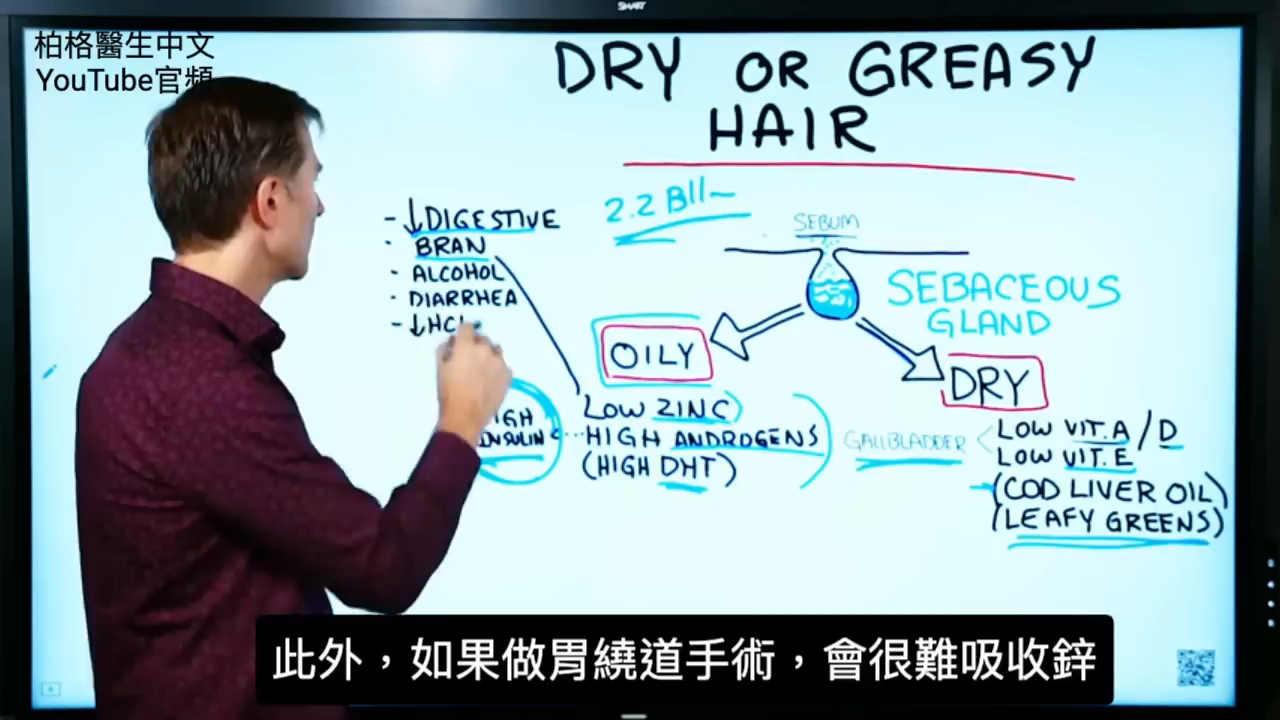 SMART
柏格醫生中文
YouTube官頻
DRY OR GREASY
HAIR
2.2 Bil~
SEBUM
- ↓DIGESTIVE
· BRAN
· ALCOHOL
· DIARRHEA
- ↓HCL
SEBACEOUS
GLAND
OILY
DRY
LOW ZINC
HIGH ANDROGENS
(HIGH DHT)
INSULIN
GALLBLADDER
LOW VIT. A / D
LOW VIT. E
(COD LIVER OIL)
(LEAFY GREENS)
此外，如果做胃繞道手術，會很難吸收鋅